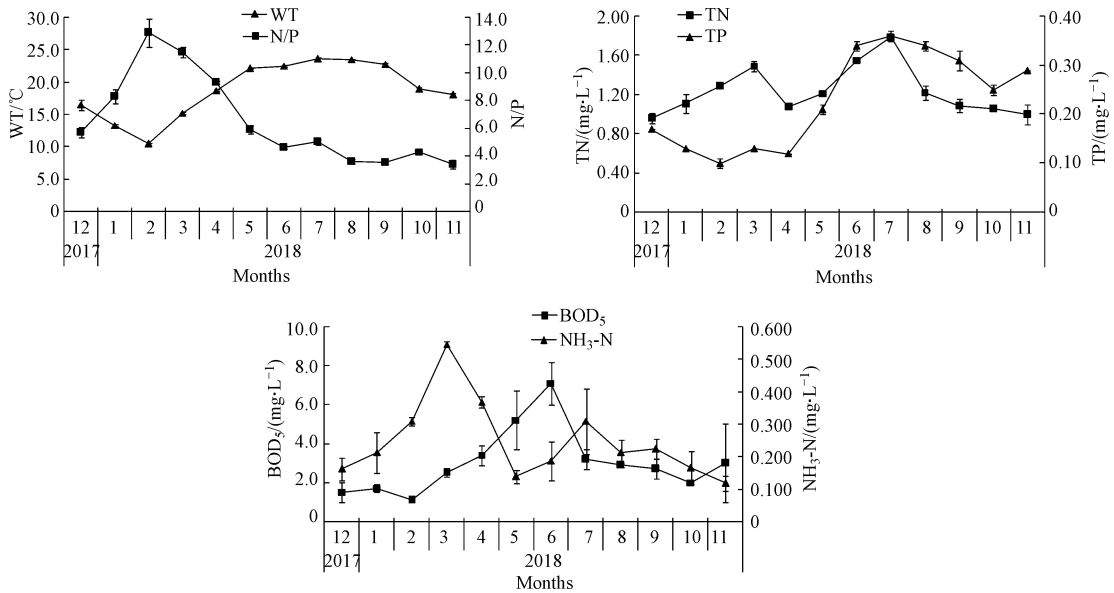 WT
N/P
30.0
25.0
20.0
15.0
10.0
5.0
0
WT/℃
14.0
12.0
10.0
8.0
6.0
4.0
2.0
0
N/P
12 1 2 3 4 5 6 7 8 9 10 11
2017 2018
Months
TN
TP
2.00
1.60
1.20
0.80
0.40
0
TN/(mg·L⁻¹)
0.40
0.30
0.20
0.10
0
TP/(mg·L⁻¹)
12 1 2 3 4 5 6 7 8 9 10 11
2017 2018
Months
BOD₅
NH₃-N
10.0
8.0
6.0
4.0
2.0
0
BOD₅/(mg·L⁻¹)
0.600
0.500
0.400
0.300
0.200
0.100
0
NH₃-N/(mg·L⁻¹)
12 1 2 3 4 5 6 7 8 9 10 11
2017 2018
Months